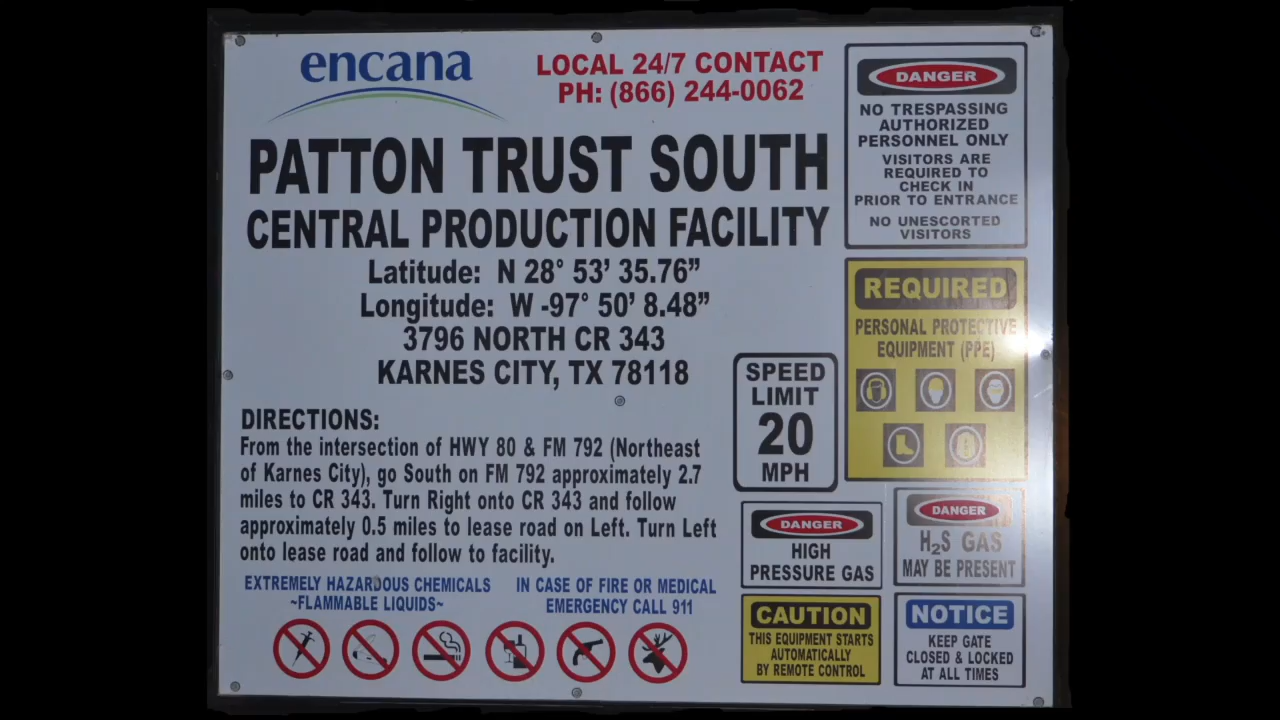 encana
LOCAL 24/7 CONTACT
PH: (866) 244-0062
PATTON TRUST SOUTH
CENTRAL PRODUCTION FACILITY
Latitude: N 28° 53’ 35.76”
Longitude: W -97° 50’ 8.48”
3796 NORTH CR 343
KARNES CITY, TX 78118
DIRECTIONS:
From the intersection of HWY 80 & FM 792 (Northeast
of Karnes City), go South on FM 792 approximately 2.7
miles to CR 343. Turn Right onto CR 343 and follow
approximately 0.5 miles to lease road on Left. Turn Left
onto lease road and follow to facility.
EXTREMELY HAZARDOUS CHEMICALS
~FLAMMABLE LIQUIDS~
IN CASE OF FIRE OR MEDICAL
EMERGENCY CALL 911
DANGER
NO TRESPASSING
AUTHORIZED
PERSONNEL ONLY
VISITORS ARE
REQUIRED TO
CHECK IN
PRIOR TO ENTRANCE
NO UNESCORTED
VISITORS
REQUIRED
PERSONAL PROTECTIVE
EQUIPMENT (PPE)
SPEED
LIMIT
20
MPH
DANGER
HIGH
PRESSURE GAS
DANGER
H₂S GAS
MAY BE PRESENT
CAUTION
THIS EQUIPMENT STARTS
AUTOMATICALLY
BY REMOTE CONTROL
NOTICE
KEEP GATE
CLOSED & LOCKED
AT ALL TIMES